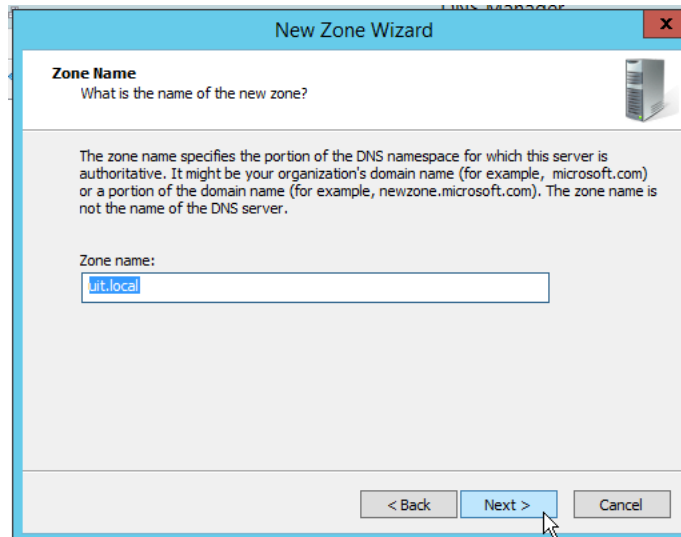 DNS Manager
New Zone Wizard
x
Zone Name
What is the name of the new zone?
The zone name specifies the portion of the DNS namespace for which this server is
authoritative. It might be your organization's domain name (for example, microsoft.com)
or a portion of the domain name (for example, newzone.microsoft.com). The zone name is
not the name of the DNS server.
Zone name:
uit.local
< Back Next > Cancel